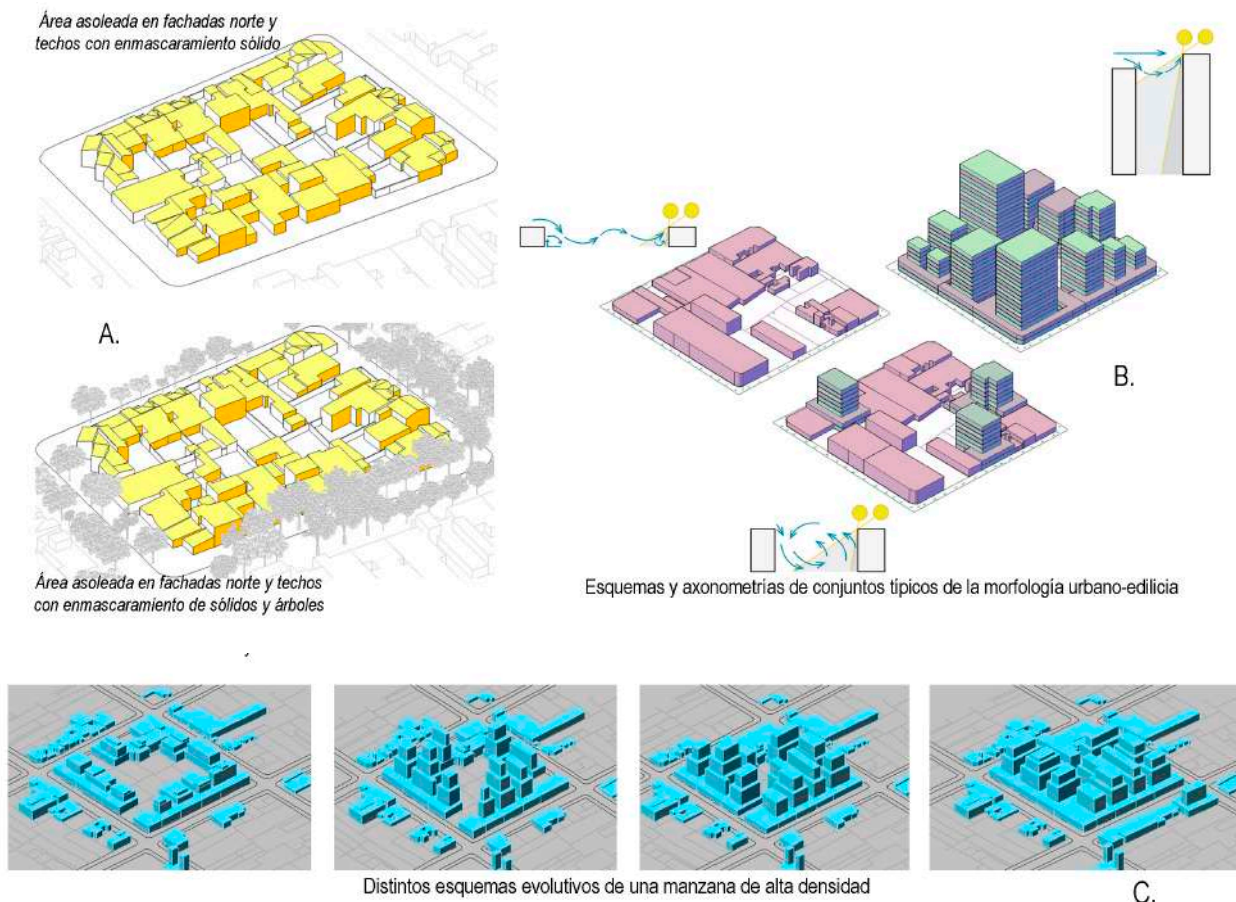 Área asoleada en fachadas norte y
techos con enmascaramiento sólido
A.
Área asoleada en fachadas norte y techos
con enmascaramiento de sólidos y árboles
B.
Esquemas y axonometrías de conjuntos típicos de la morfología urbano-edilicia
Distintos esquemas evolutivos de una manzana de alta densidad
C.